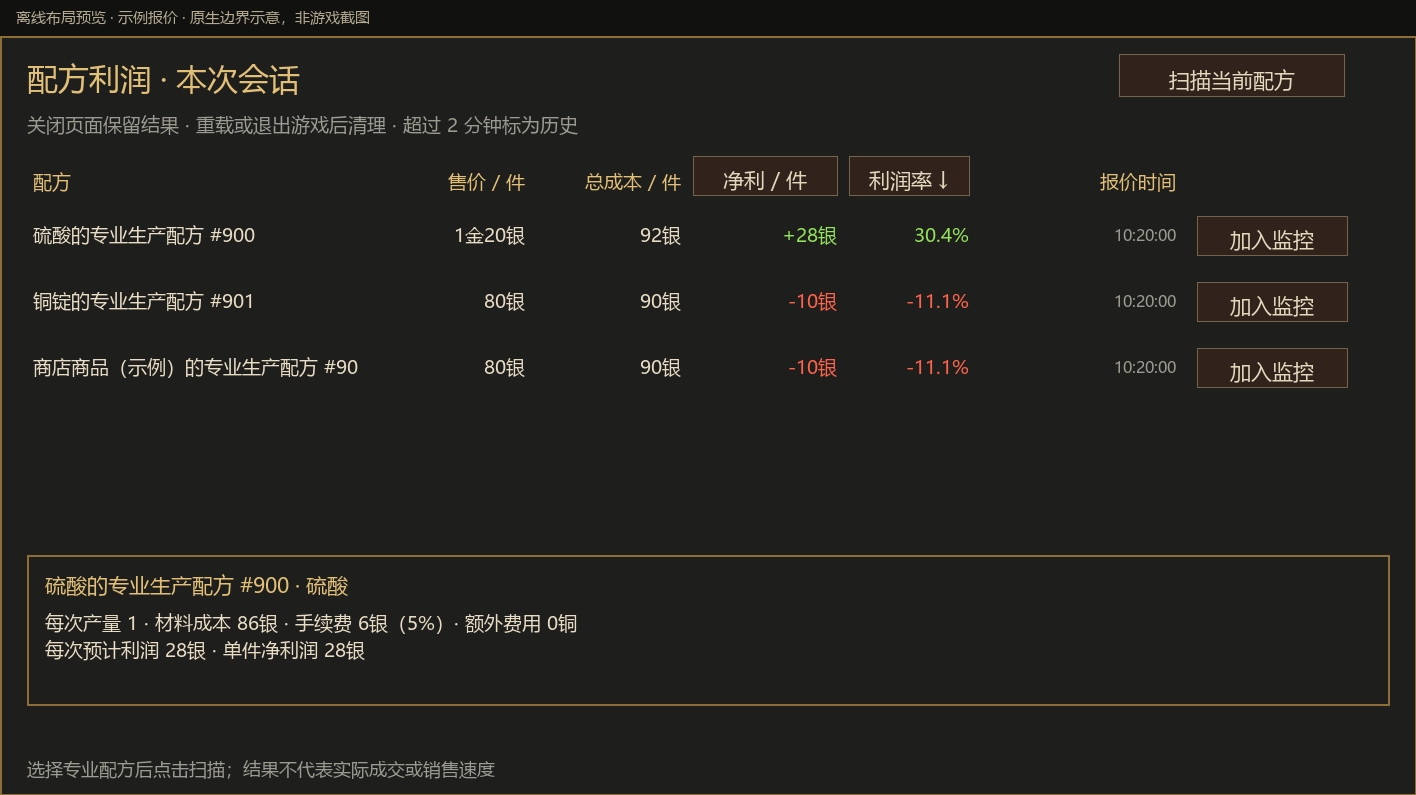 离线布局预览 · 示例报价 · 原生边界示意，非游戏截图
配方利润 · 本次会话
扫描当前配方
关闭页面保留结果 · 重载或退出游戏后清理 · 超过 2 分钟标为历史
配方 售价 / 件 总成本 / 件 净利 / 件 利润率↓ 报价时间
硫酸的专业生产配方 #900 1金20银 92银 +28银 30.4% 10:20:00 加入监控
铜锭的专业生产配方 #901 80银 90银 -10银 -11.1% 10:20:00 加入监控
商店商品（示例）的专业生产配方 #90 80银 90银 -10银 -11.1% 10:20:00 加入监控
硫酸的专业生产配方 #900 · 硫酸
每次产量 1 · 材料成本 86银 · 手续费 6银（5%）· 额外费用 0铜
每次预计利润 28银 · 单件净利润 28银
选择专业配方后点击扫描；结果不代表实际成交或销售速度